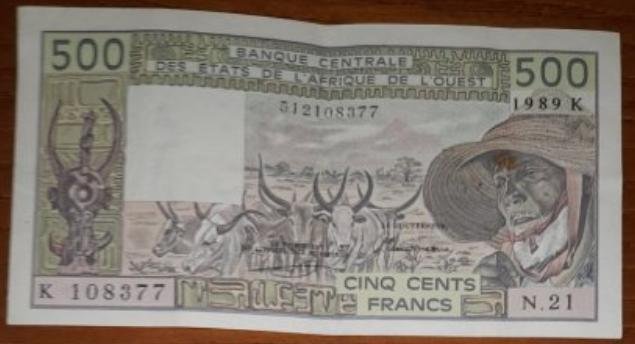 500
BANQUE CENTRALE
DES ETATS DE L'AFRIQUE DE L'OUEST
500
512108377
1989 K
CINQ CENTS
FRANCS
K 108377
N.21